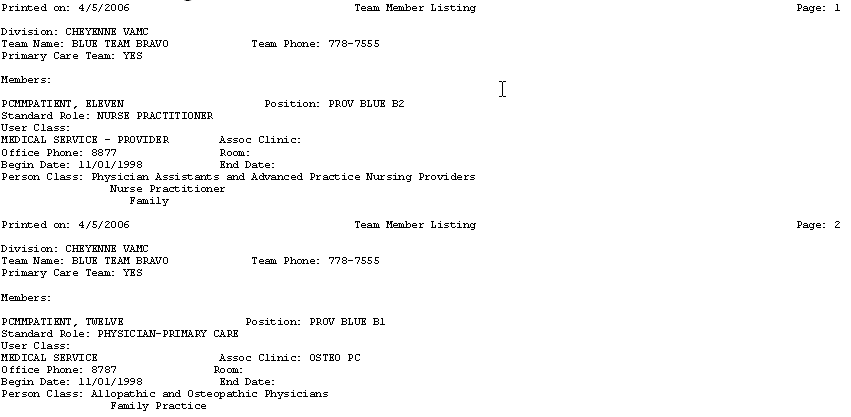 Printed on: 4/5/2006 Team Member Listing Page: 1
Division: CHEYENNE VAMC
Team Name: BLUE TEAM BRAVO Team Phone: 778-7555
Primary Care Team: YES
Members:
PCMMPATIENT, ELEVEN Position: PROV BLUE B2
Standard Role: NURSE PRACTITIONER
User Class:
MEDICAL SERVICE - PROVIDER Assoc Clinic:
Office Phone: 8877 Room:
Begin Date: 11/01/1998 End Date:
Person Class: Physician Assistants and Advanced Practice Nursing Providers
Nurse Practitioner
Family
Printed on: 4/5/2006 Team Member Listing Page: 2
Division: CHEYENNE VAMC
Team Name: BLUE TEAM BRAVO Team Phone: 778-7555
Primary Care Team: YES
Members:
PCMMPATIENT, TWELVE Position: PROV BLUE B1
Standard Role: PHYSICIAN-PRIMARY CARE
User Class:
MEDICAL SERVICE Assoc Clinic: OSTEO PC
Office Phone: 8787 Room:
Begin Date: 11/01/1998 End Date:
Person Class: Allopathic and Osteopathic Physicians
Family Practice